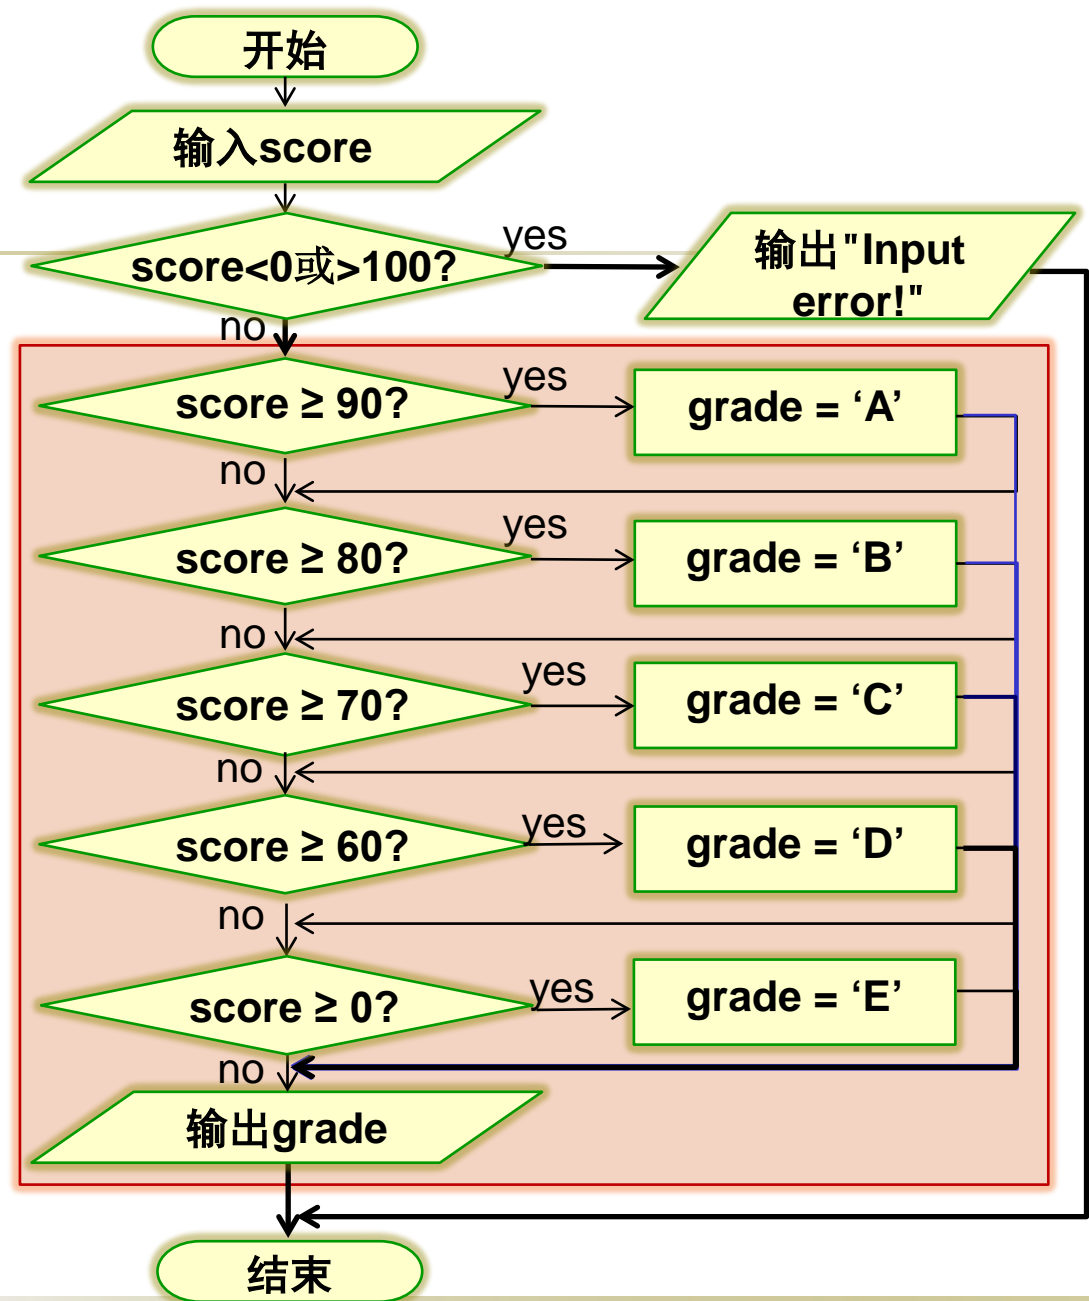 开始
输入score
score<0或>100?
yes
输出"Input
error!"
no
score ≥ 90?
yes
grade = ‘A’
no
score ≥ 80?
yes
grade = ‘B’
no
score ≥ 70?
yes
grade = ‘C’
no
score ≥ 60?
yes
grade = ‘D’
no
score ≥ 0?
yes
grade = ‘E’
no
输出grade
结束